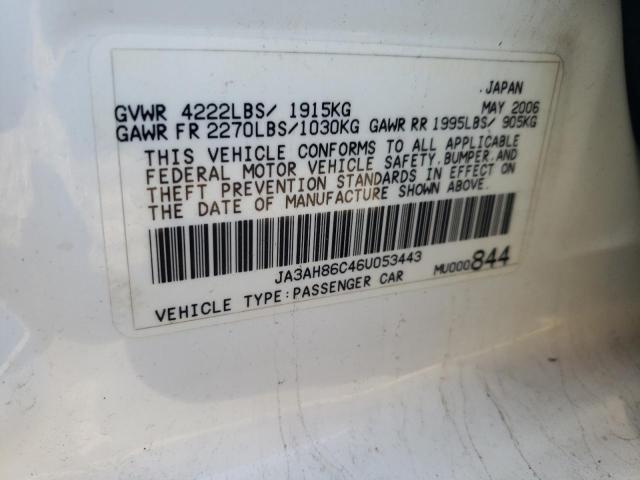 .JAPAN
GVWR 4222LBS/ 1915KG MAY 2006
GAWR FR 2270LBS/1030KG GAWR RR 1995LBS/ 905KG
THIS VEHICLE CONFORMS TO ALL APPLICABLE
FEDERAL MOTOR VEHICLE SAFETY,BUMPER,AND
THEFT PREVENTION STANDARDS IN EFFECT ON
THE DATE OF MANUFACTURE SHOWN ABOVE.
JA3AH86C46U053443 MU000844
VEHICLE TYPE:PASSENGER CAR